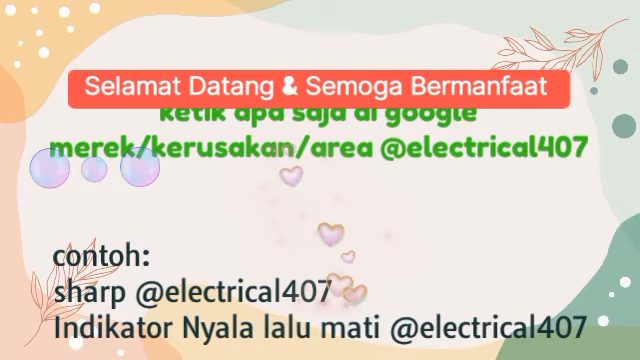 Selamat Datang & Semoga Bermanfaat
ketik apa saja di google
merek/kerusakan/area @electrical407
contoh:
sharp @electrical407
Indikator Nyala lalu mati @electrical407